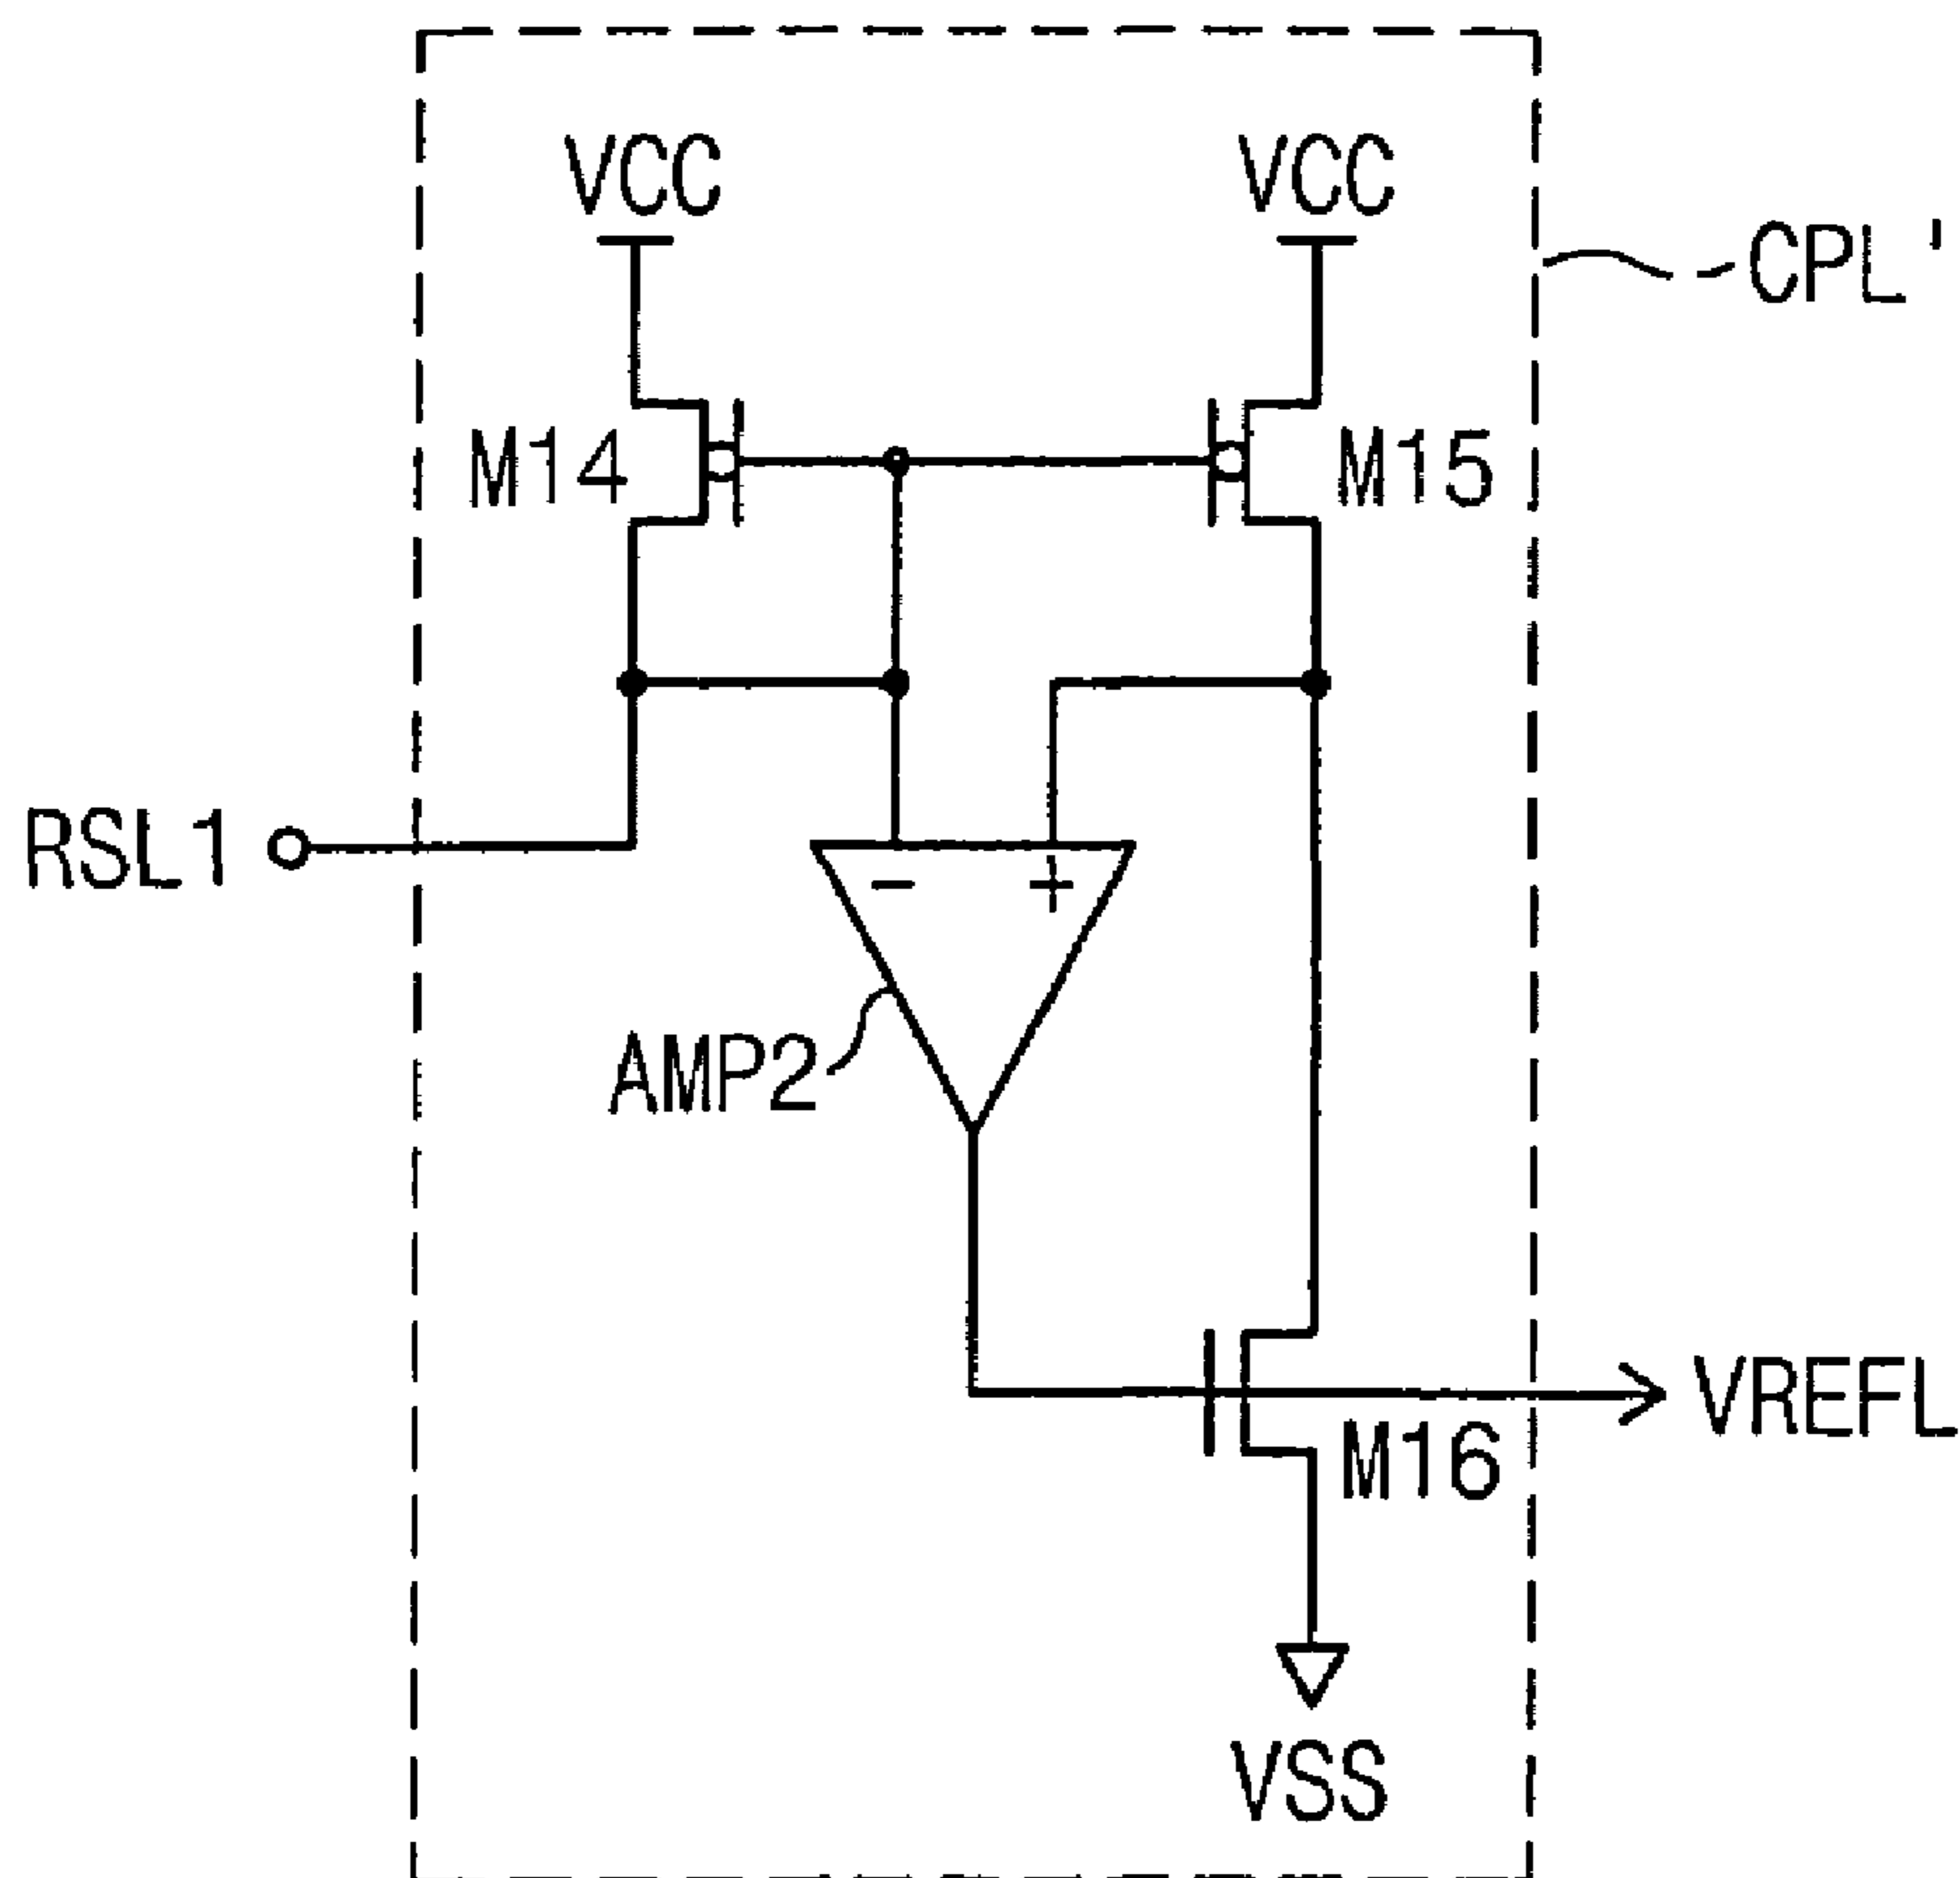 VCC
VCC
CPL'
M14
M15
RSL1
-
+
AMP2
VREFL
M16
VSS